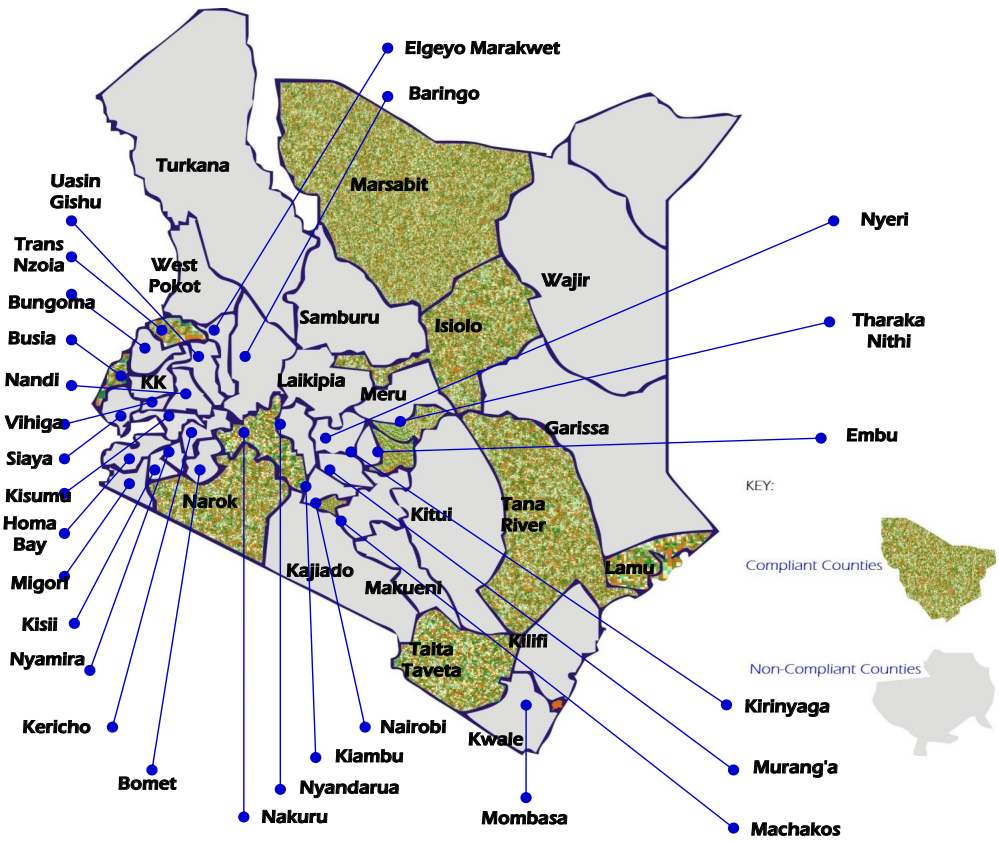 Elgeyo Marakwet
Baringo
Turkana
Uasin
Gishu
Marsabit
Nyeri
Trans
Nzoia
West
Pokot
Wajir
Bungoma
Samburu
Isiolo
Tharaka
Nithi
Busia
Nandi
KK
Laikipia
Meru
Vihiga
Garissa
Embu
Siaya
Kisumu
KEY:
Narok
Tana
River
Kitui
Homa
Bay
Compliant Counties
Lamu
Migori
Kajiado
Makueni
Kisii
Kilifi
Nyamira
Taita
Taveta
Non-Compliant Counties
Kirinyaga
Kericho
Nairobi
Kwale
Kiambu
Murang'a
Bomet
Nyandarua
Nakuru
Mombasa
Machakos